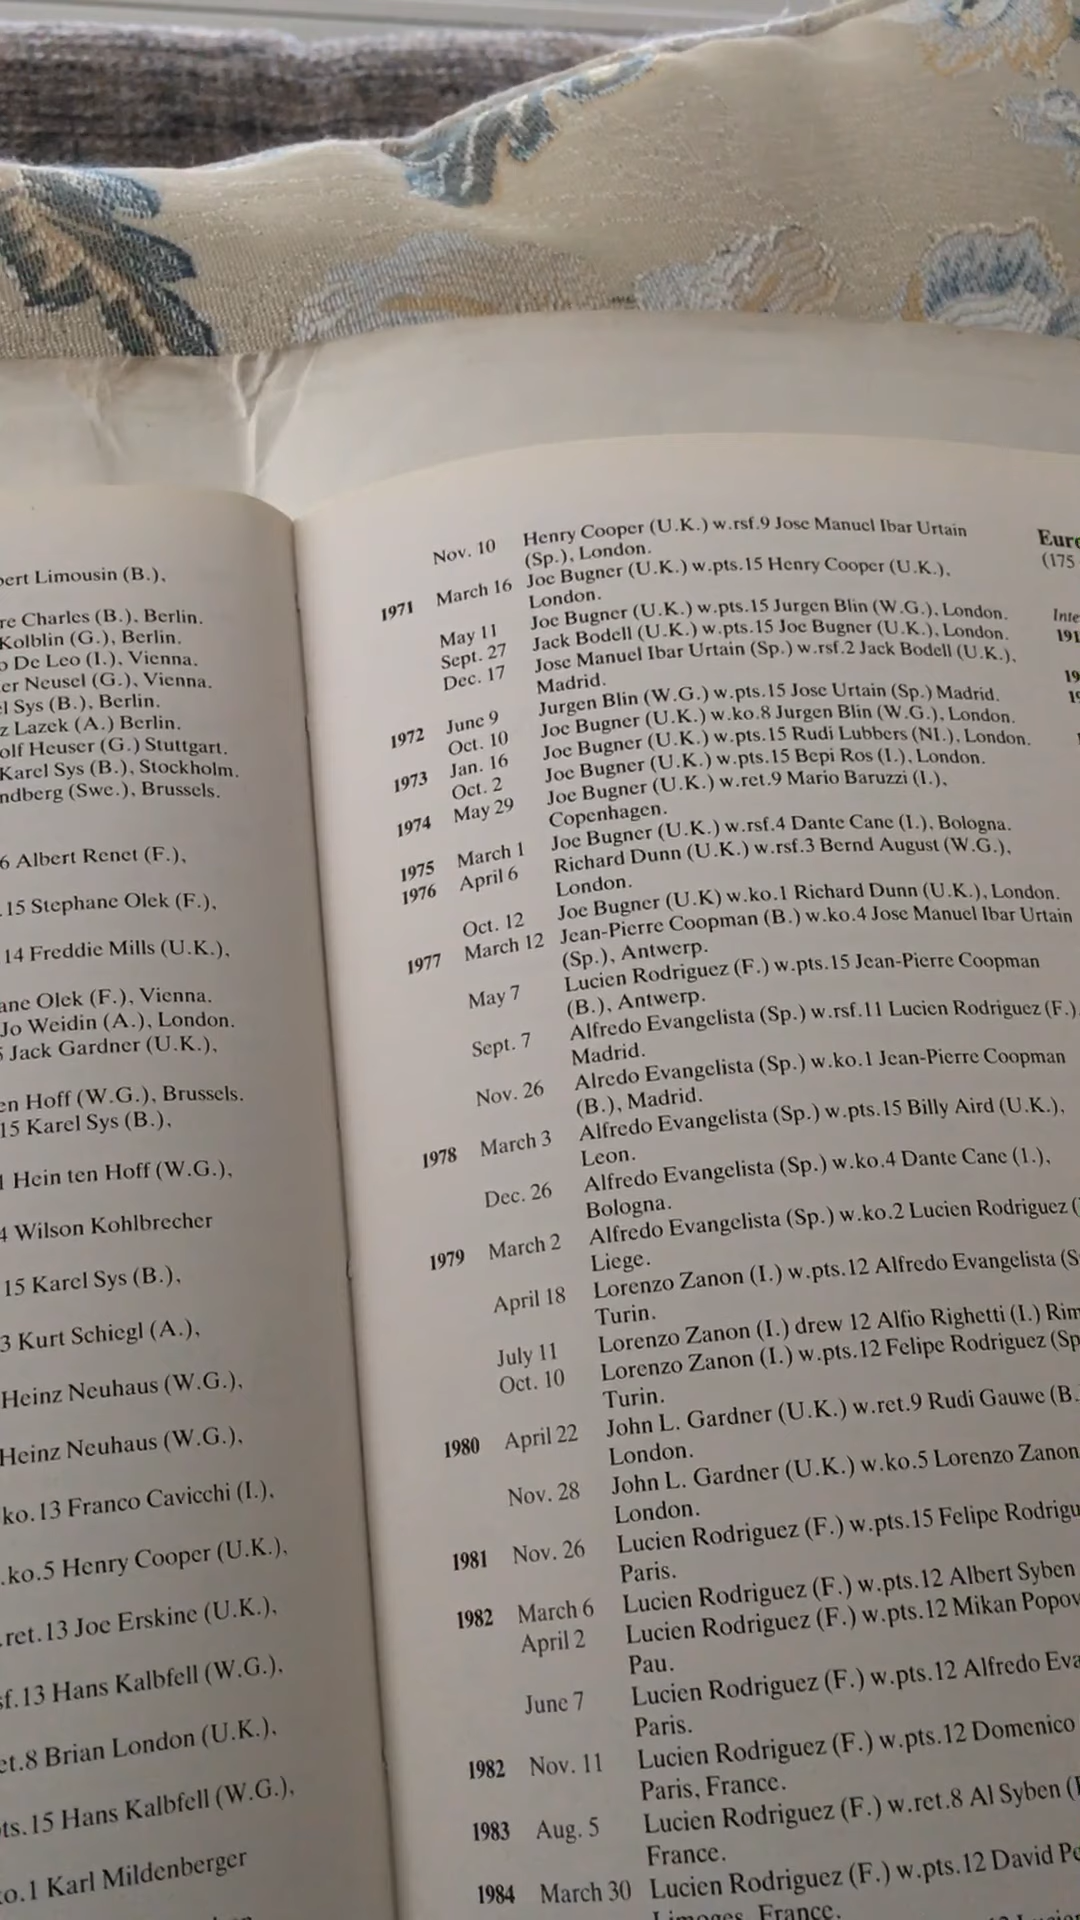 bert Limousin (B.),
re Charles (B.), Berlin.
Kolblin (G.), Berlin.
o De Leo (I.), Vienna.
er Neusel (G.), Vienna.
l Sys (B.), Berlin.
z Lazek (A.) Berlin.
olf Heuser (G.) Stuttgart.
Karel Sys (B.), Stockholm.
ndberg (Swe.), Brussels.
6 Albert Renet (F.),
.15 Stephane Olek (F.),
14 Freddie Mills (U.K.),
ane Olek (F.), Vienna.
Jo Weidin (A.), London.
5 Jack Gardner (U.K.),
en Hoff (W.G.), Brussels.
15 Karel Sys (B.),
1 Hein ten Hoff (W.G.),
4 Wilson Kohlbrecher
15 Karel Sys (B.),
3 Kurt Schiegl (A.),
Heinz Neuhaus (W.G.),
Heinz Neuhaus (W.G.),
ko.13 Franco Cavicchi (I.),
.ko.5 Henry Cooper (U.K.),
.ret.13 Joe Erskine (U.K.),
sf.13 Hans Kalbfell (W.G.),
et.8 Brian London (U.K.),
pts.15 Hans Kalbfell (W.G.),
o.1 Karl Mildenberger
Nov. 10 Henry Cooper (U.K.) w.rsf.9 Jose Manuel Ibar Urtain
(Sp.), London.
1971 March 16 Joe Bugner (U.K.) w.pts.15 Henry Cooper (U.K.),
London.
May 11 Joe Bugner (U.K.) w.pts.15 Jurgen Blin (W.G.), London.
Sept. 27 Jack Bodell (U.K.) w.pts.15 Joe Bugner (U.K.), London.
Dec. 17 Jose Manuel Ibar Urtain (Sp.) w.rsf.2 Jack Bodell (U.K.),
Madrid.
1972 June 9 Jurgen Blin (W.G.) w.pts.15 Jose Urtain (Sp.) Madrid.
Oct. 10 Joe Bugner (U.K.) w.ko.8 Jurgen Blin (W.G.), London.
1973 Jan. 16 Joe Bugner (U.K.) w.pts.15 Rudi Lubbers (Nl.), London.
Oct. 2 Joe Bugner (U.K.) w.pts.15 Bepi Ros (I.), London.
1974 May 29 Joe Bugner (U.K.) w.ret.9 Mario Baruzzi (I.),
Copenhagen.
1975 March 1 Joe Bugner (U.K.) w.rsf.4 Dante Cane (I.), Bologna.
1976 April 6 Richard Dunn (U.K.) w.rsf.3 Bernd August (W.G.),
London.
Oct. 12 Joe Bugner (U.K) w.ko.1 Richard Dunn (U.K.), London.
1977 March 12 Jean-Pierre Coopman (B.) w.ko.4 Jose Manuel Ibar Urtain
(Sp.), Antwerp.
May 7 Lucien Rodriguez (F.) w.pts.15 Jean-Pierre Coopman
(B.), Antwerp.
Sept. 7 Alfredo Evangelista (Sp.) w.rsf.11 Lucien Rodriguez (F.),
Madrid.
Nov. 26 Alredo Evangelista (Sp.) w.ko.1 Jean-Pierre Coopman
(B.), Madrid.
1978 March 3 Alfredo Evangelista (Sp.) w.pts.15 Billy Aird (U.K.),
Leon.
Dec. 26 Alfredo Evangelista (Sp.) w.ko.4 Dante Cane (I.),
Bologna.
1979 March 2 Alfredo Evangelista (Sp.) w.ko.2 Lucien Rodriguez (
Liege.
April 18 Lorenzo Zanon (I.) w.pts.12 Alfredo Evangelista (S
Turin.
July 11 Lorenzo Zanon (I.) drew 12 Alfio Righetti (I.) Rim
Oct. 10 Lorenzo Zanon (I.) w.pts.12 Felipe Rodriguez (Sp
Turin.
1980 April 22 John L. Gardner (U.K.) w.ret.9 Rudi Gauwe (B.
London.
Nov. 28 John L. Gardner (U.K.) w.ko.5 Lorenzo Zanon
London.
1981 Nov. 26 Lucien Rodriguez (F.) w.pts.15 Felipe Rodrigu
Paris.
1982 March 6 Lucien Rodriguez (F.) w.pts.12 Albert Syben
April 2 Lucien Rodriguez (F.) w.pts.12 Mikan Popov
Pau.
June 7 Lucien Rodriguez (F.) w.pts.12 Alfredo Eva
Paris.
1982 Nov. 11 Lucien Rodriguez (F.) w.pts.12 Domenico
Paris, France.
1983 Aug. 5 Lucien Rodriguez (F.) w.ret.8 Al Syben (
France.
1984 March 30 Lucien Rodriguez (F.) w.pts.12 David Pe
Limoges, France.
Euro
(175
Inte
191
19